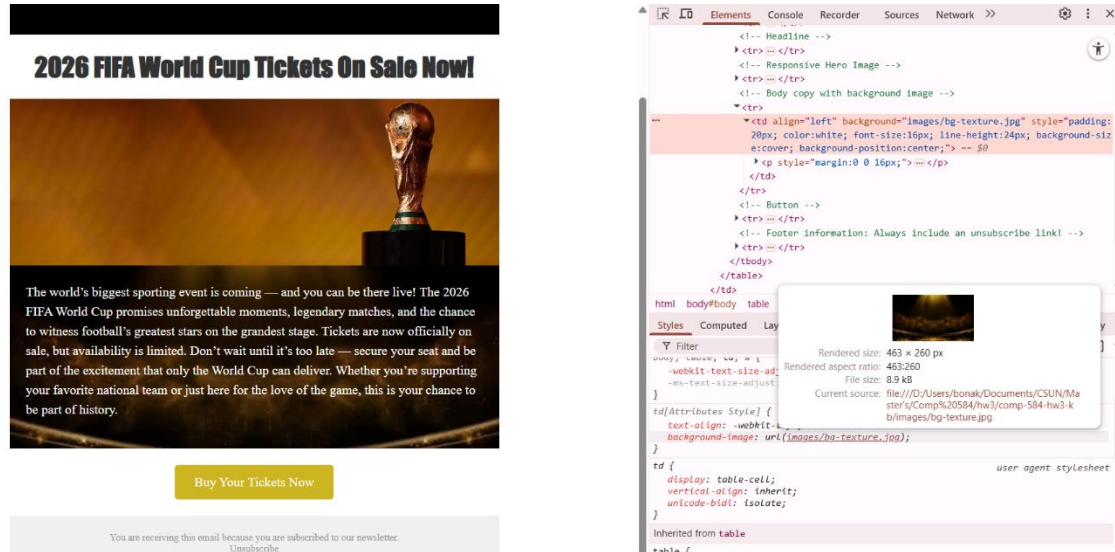 2026 FIFA World Cup Tickets On Sale Now!
The world’s biggest sporting event is coming — and you can be there live! The 2026
FIFA World Cup promises unforgettable moments, legendary matches, and the chance
to witness football’s greatest stars on the grandest stage. Tickets are now officially on
sale, but availability is limited. Don’t wait until it’s too late — secure your seat and be
part of the excitement that only the World Cup can deliver. Whether you’re supporting
your favorite national team or just here for the love of the game, this is your chance to
be part of history.
Buy Your Tickets Now
You are receiving this email because you are subscribed to our newsletter.
Unsubscribe
Elements Console Recorder Sources Network
<!-- Headline -->
<tr> … </tr>
<!-- Responsive Hero Image -->
<tr> … </tr>
<!-- Body copy with background image -->
<tr>
<td align="left" background="images/bg-texture.jpg" style="padding:
20px; color:white; font-size:16px; line-height:24px; background-siz
e:cover; background-position:center;"> == $0
<p style="margin:0 0 16px;"> … </p>
</td>
</tr>
<!-- Button -->
<tr> … </tr>
<!-- Footer information: Always include an unsubscribe link! -->
<tr> … </tr>
</tbody>
</table>
</td>
html body#body table
Styles Computed Lay
Filter
-webkit-text-size-adj
-ms-text-size-adjust:
}
Rendered size: 463 × 260 px
Rendered aspect ratio: 463:260
File size: 8.9 kB
Current source: file:///D:/Users/bonak/Documents/CSUN/Ma
ster's/Comp%20584/hw3/comp-584-hw3-k
b/images/bg-texture.jpg
td[Attributes Style] {
text-align: -webkit-
background-image: url(images/bg-texture.jpg);
}
td { user agent stylesheet
display: table-cell;
vertical-align: inherit;
unicode-bidi: isolate;
}
Inherited from table
table {